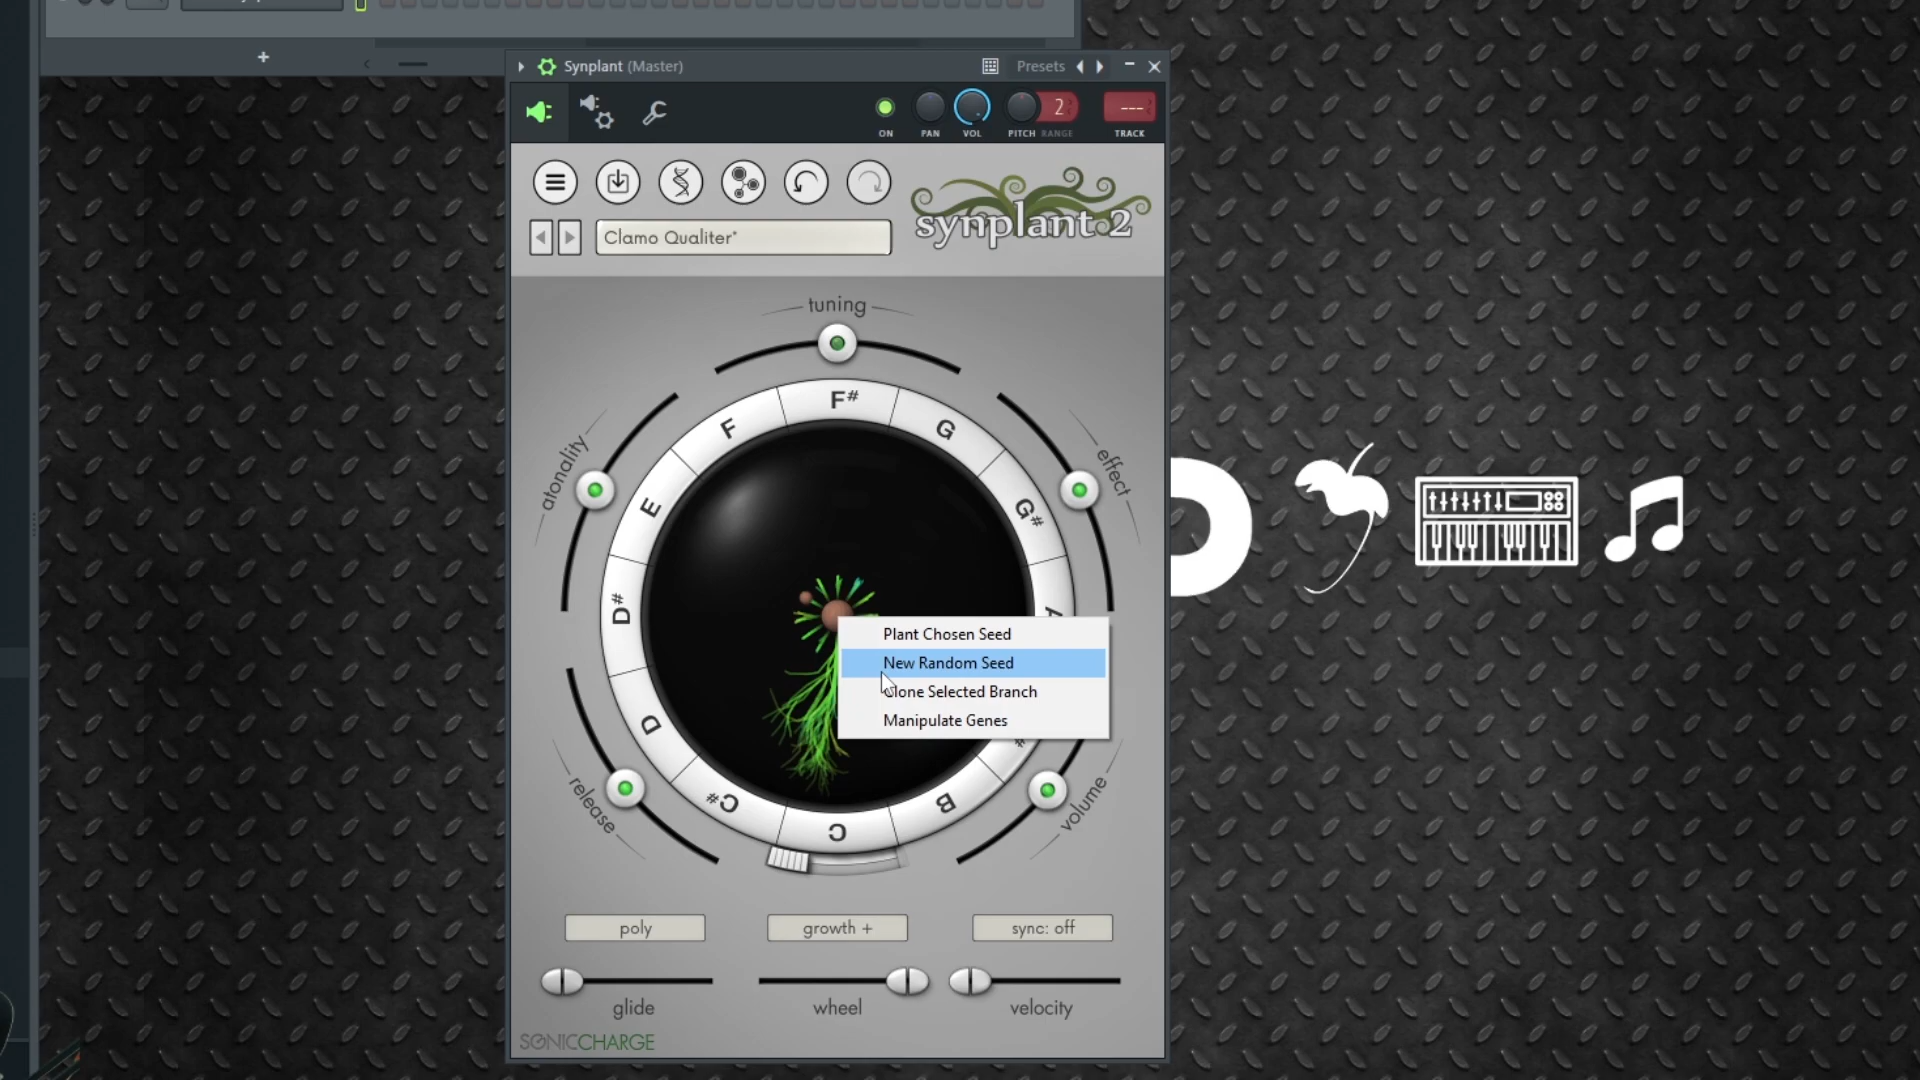 Synplant (Master)
Presets
2
---
ON
PAN
VOL
PITCH RANGE
TRACK
synplant 2
Clamo Qualiter*
tuning
atonality
effect
F#
F
G
E
G#
D#
A
D
C#
C
B
Plant Chosen Seed
New Random Seed
Clone Selected Branch
Manipulate Genes
release
volume
poly
growth +
sync: off
glide
wheel
velocity
SONICCHARGE